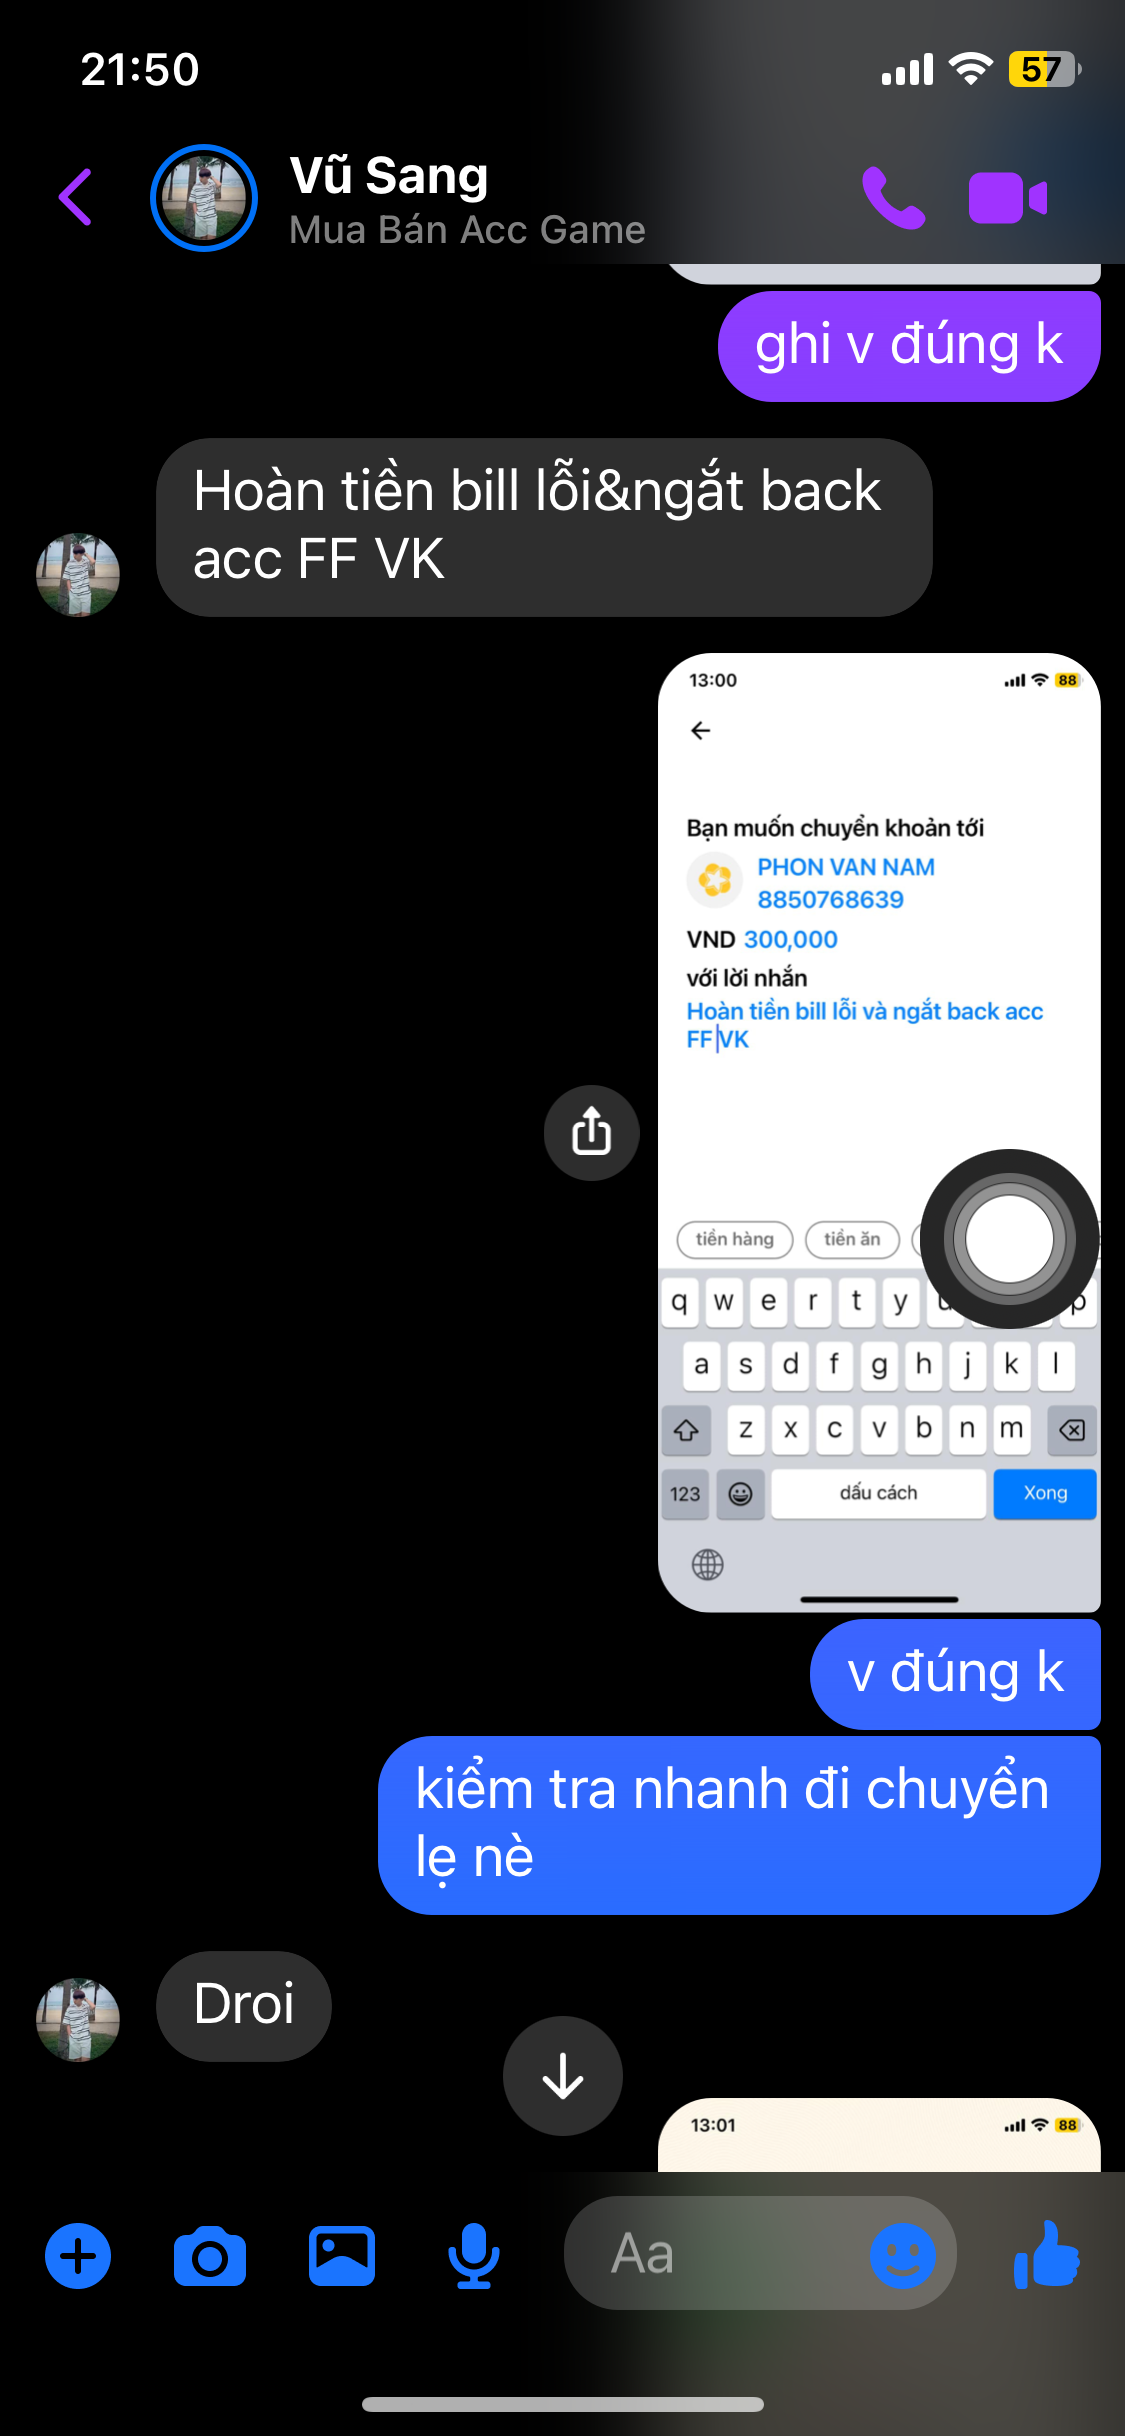 21:50
57
Vũ Sang
Mua Bán Acc Game
ghi v đúng k
Hoàn tiền bill lỗi&ngắt back
acc FF VK
13:00
88
Bạn muốn chuyển khoản tới
PHON VAN NAM
8850768639
VND 300,000
với lời nhắn
Hoàn tiền bill lỗi và ngắt back acc
FF VK
tiền hàng
tiền ăn
q w e r t y u p
a s d f g h j k l
z x c v b n m
123
dấu cách
Xong
v đúng k
kiểm tra nhanh đi chuyển
lẹ nè
Droi
13:01
88
Aa